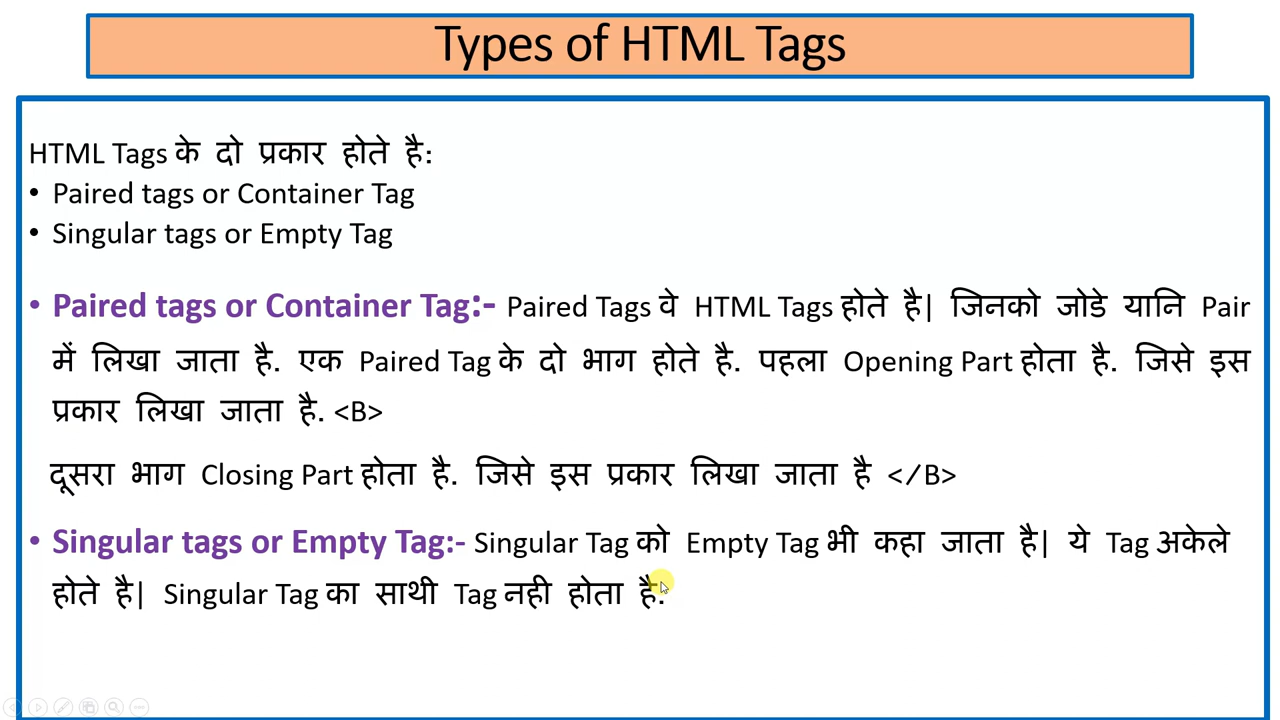 Types of HTML Tags
HTML Tags के दो प्रकार होते है:
• Paired tags or Container Tag
• Singular tags or Empty Tag
• Paired tags or Container Tag:- Paired Tags वे HTML Tags होते है| जिनको जोडे यानि Pair
में लिखा जाता है. एक Paired Tag के दो भाग होते है. पहला Opening Part होता है. जिसे इस
प्रकार लिखा जाता है. <B>
दूसरा भाग Closing Part होता है. जिसे इस प्रकार लिखा जाता है </B>
• Singular tags or Empty Tag:- Singular Tag को Empty Tag भी कहा जाता है| ये Tag अकेले
होते है| Singular Tag का साथी Tag नही होता है.